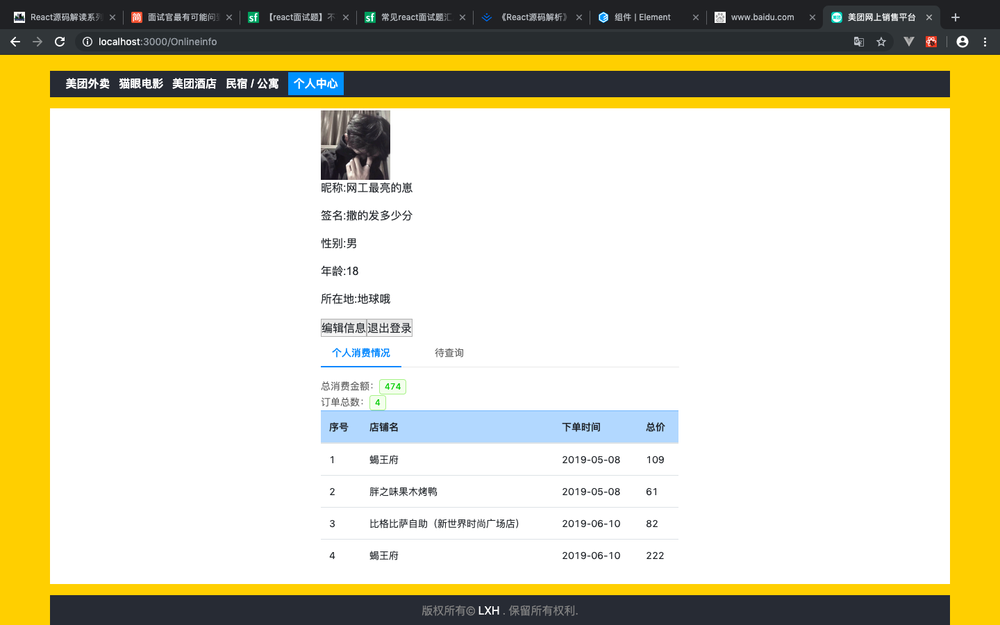 React源码解读系列
面试官最有可能问
【react面试题】不
常见react面试题汇
《React源码解析》
组件 | Element
www.baidu.com
美团网上销售平台
localhost:3000/Onlineinfo
美团外卖 猫眼电影 美团酒店 民宿 / 公寓 个人中心
昵称:网工最亮的崽
签名:撒的发多少分
性别:男
年龄:18
所在地:地球哦
编辑信息 退出登录
个人消费情况 待查询
总消费金额： 474
订单总数： 4
序号 店铺名 下单时间 总价
1 蝎王府 2019-05-08 109
2 胖之味果木烤鸭 2019-05-08 61
3 比格比萨自助（新世界时尚广场店） 2019-06-10 82
4 蝎王府 2019-06-10 222
版权所有© LXH . 保留所有权利.